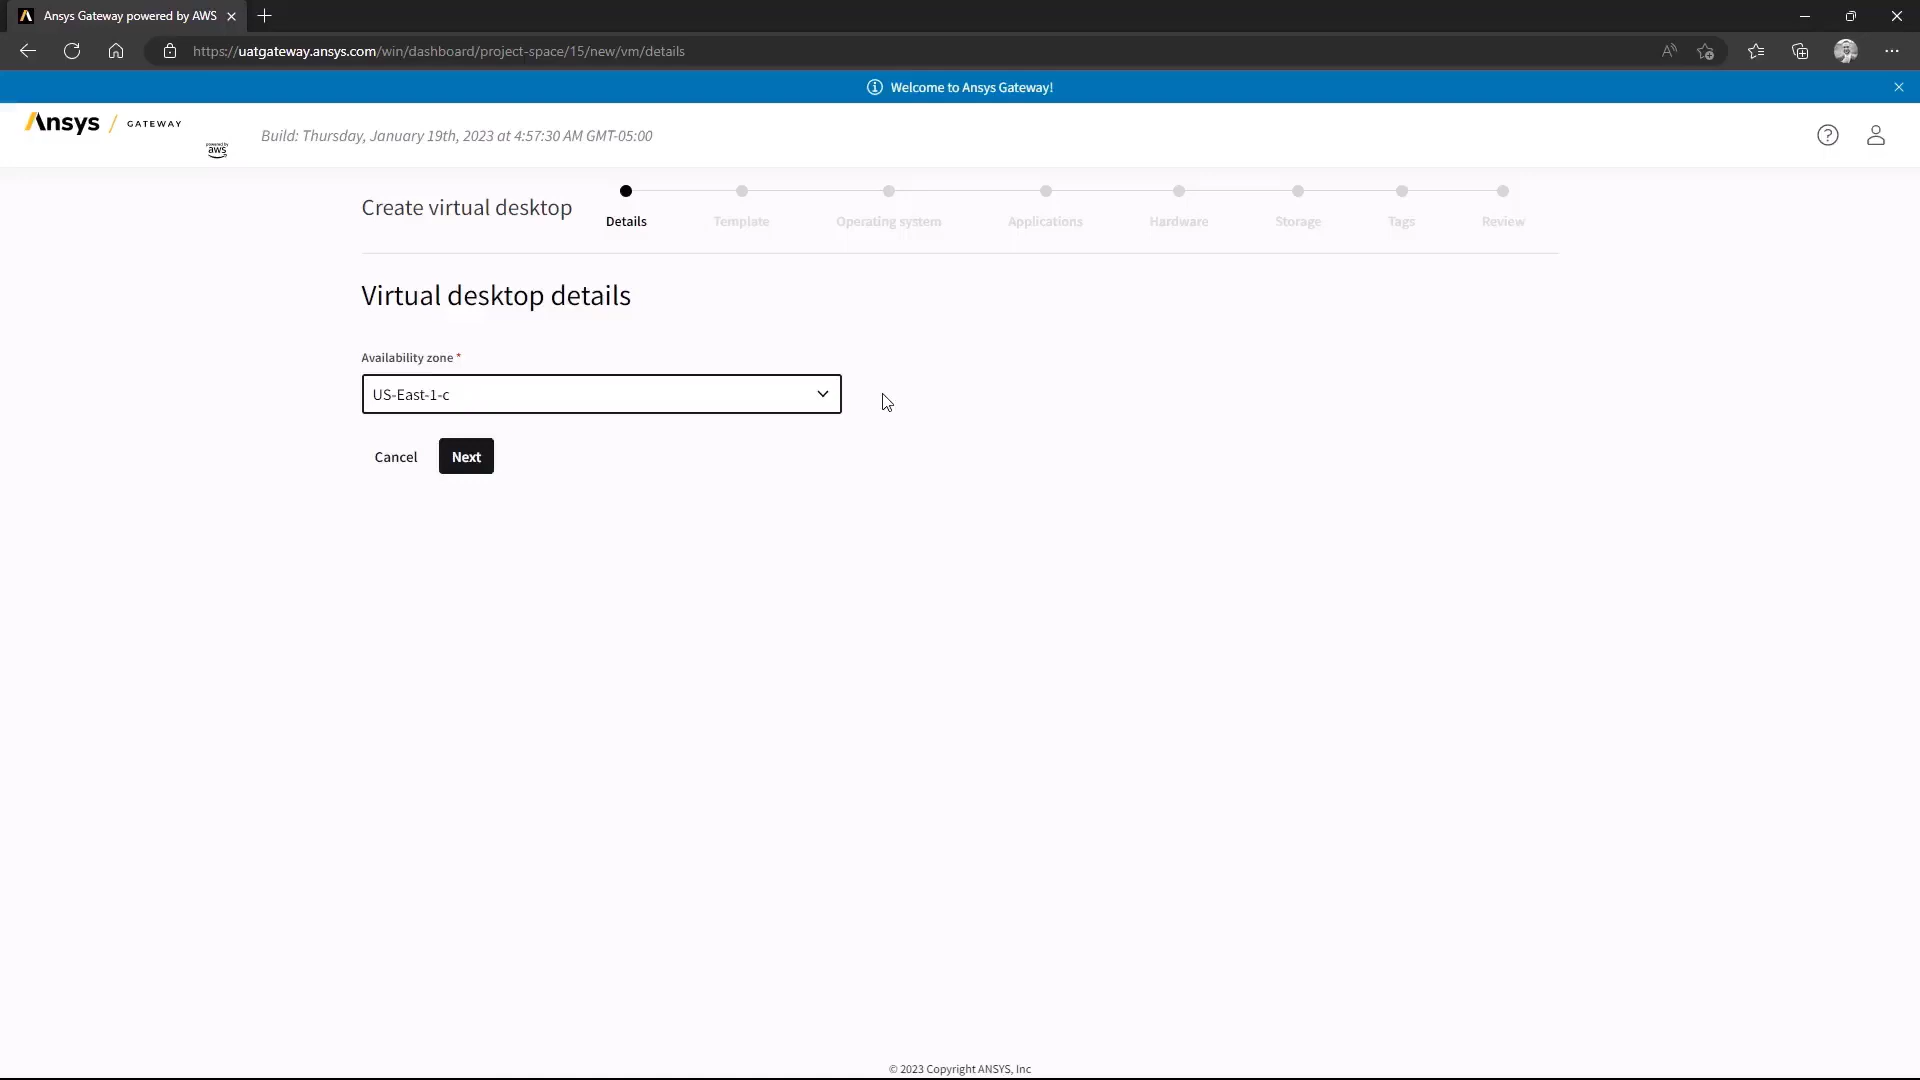 Ansys Gateway powered by AWS
https://uatgateway.ansys.com/win/dashboard/project-space/15/new/vm/details
Welcome to Ansys Gateway!
Ansys / GATEWAY
powered by
aws
Build: Thursday, January 19th, 2023 at 4:57:30 AM GMT-05:00
Create virtual desktop
Details Template Operating system Applications Hardware Storage Tags Review
Virtual desktop details
Availability zone *
US-East-1-c
Cancel Next
© 2023 Copyright ANSYS, Inc